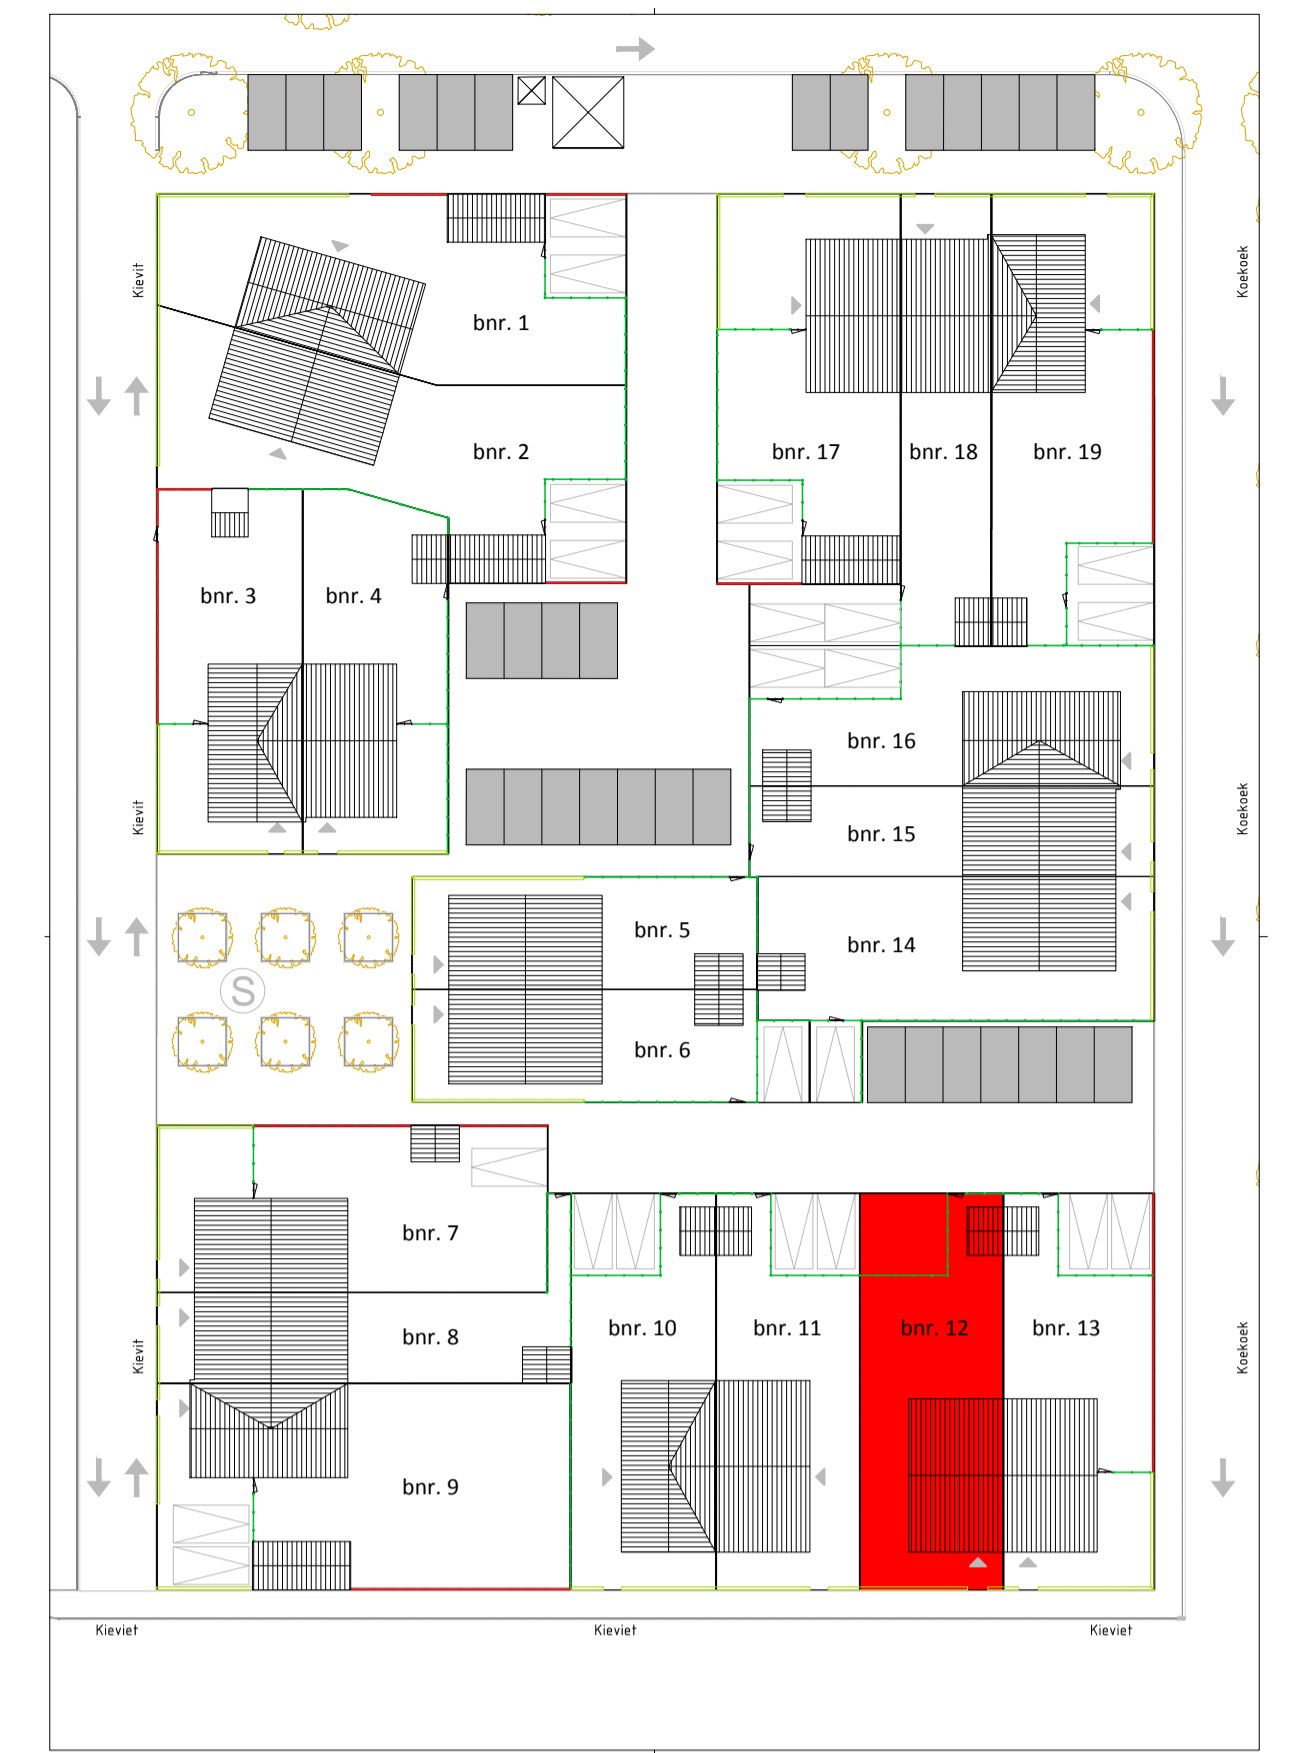 Kievit
Koekoek
bnr. 1
bnr. 2
bnr. 17
bnr. 18
bnr. 19
bnr. 3
bnr. 4
bnr. 16
Kievit
Koekoek
bnr. 15
bnr. 5
bnr. 14
S
bnr. 6
bnr. 7
bnr. 8
Kievit
bnr. 10
bnr. 11
bnr. 12
bnr. 13
Koekoek
bnr. 9
Kieviet
Kieviet
Kieviet